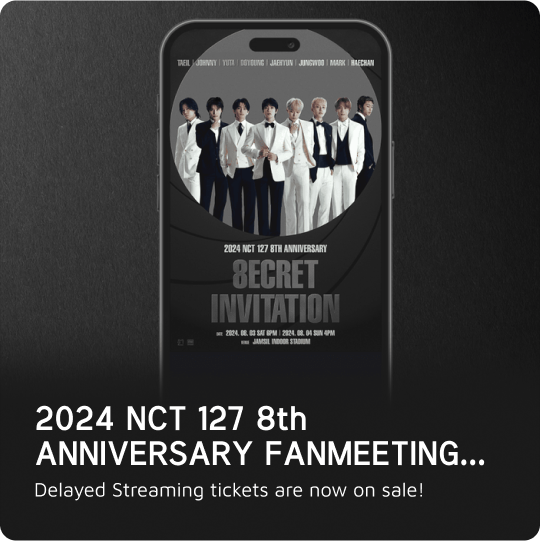 TAEIL | JOHNNY | YUTA | DOYOUNG | JAEHYUN | JUNGWOO | MARK | HAECHAN
2024 NCT 127 8TH ANNIVERSARY
8ECRET
INVITATION
2024. 08. 03 SAT 6PM | 2024. 08. 04 SUN 4PM
JAMSIL INDOOR STADIUM
2024 NCT 127 8th
ANNIVERSARY FANMEETING...
Delayed Streaming tickets are now on sale!